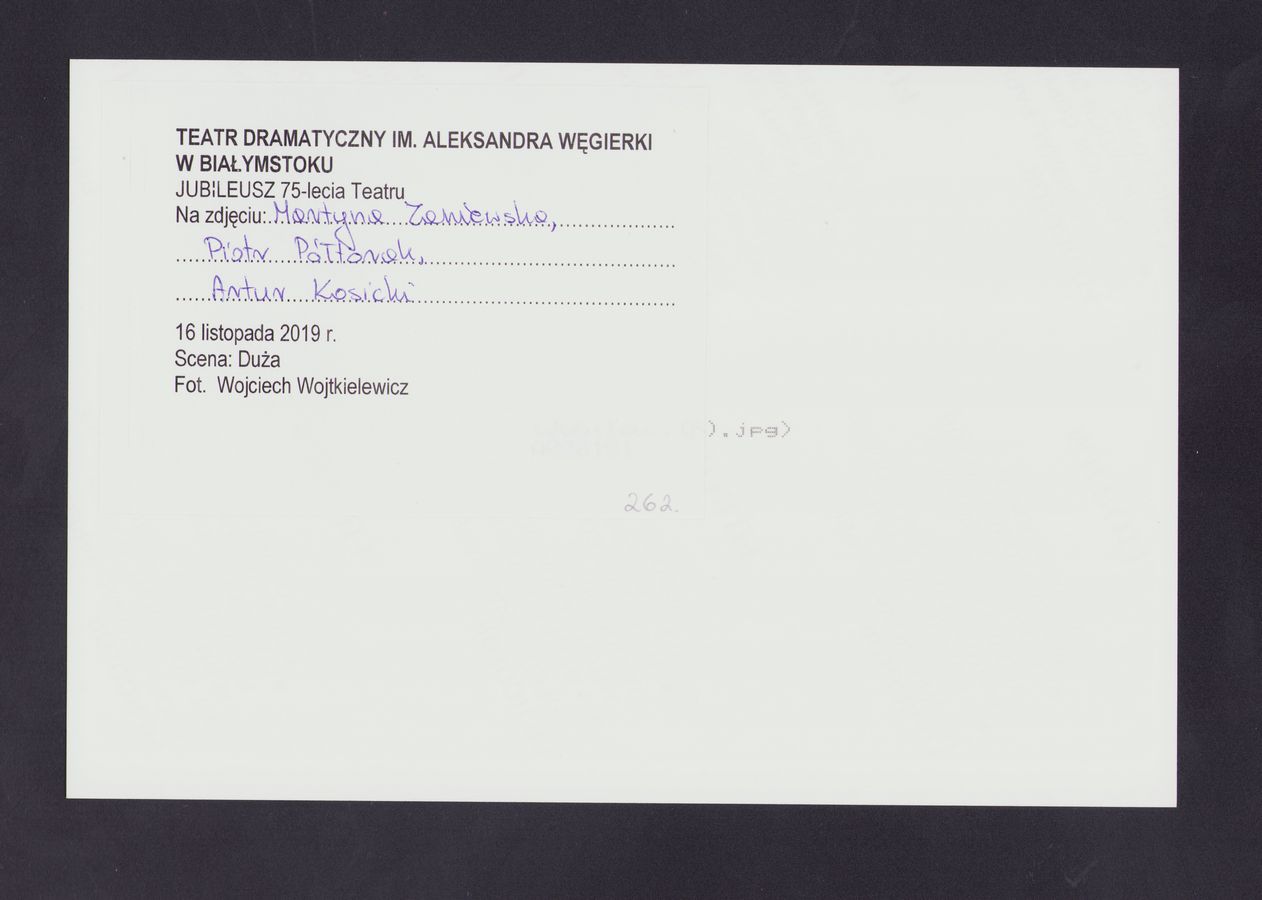 TEATR DRAMATYCZNY IM. ALEKSANDRA WĘGIERKI
W BIAŁYMSTOKU
JUBILEUSZ 75-lecia Teatru
Na zdjęciu: Martyna Zaniewska,
Piotr Półtorak,
Artur Kosicki
16 listopada 2019 r.
Scena: Duża
Fot. Wojciech Wojtkielewicz
).jpg)
262.